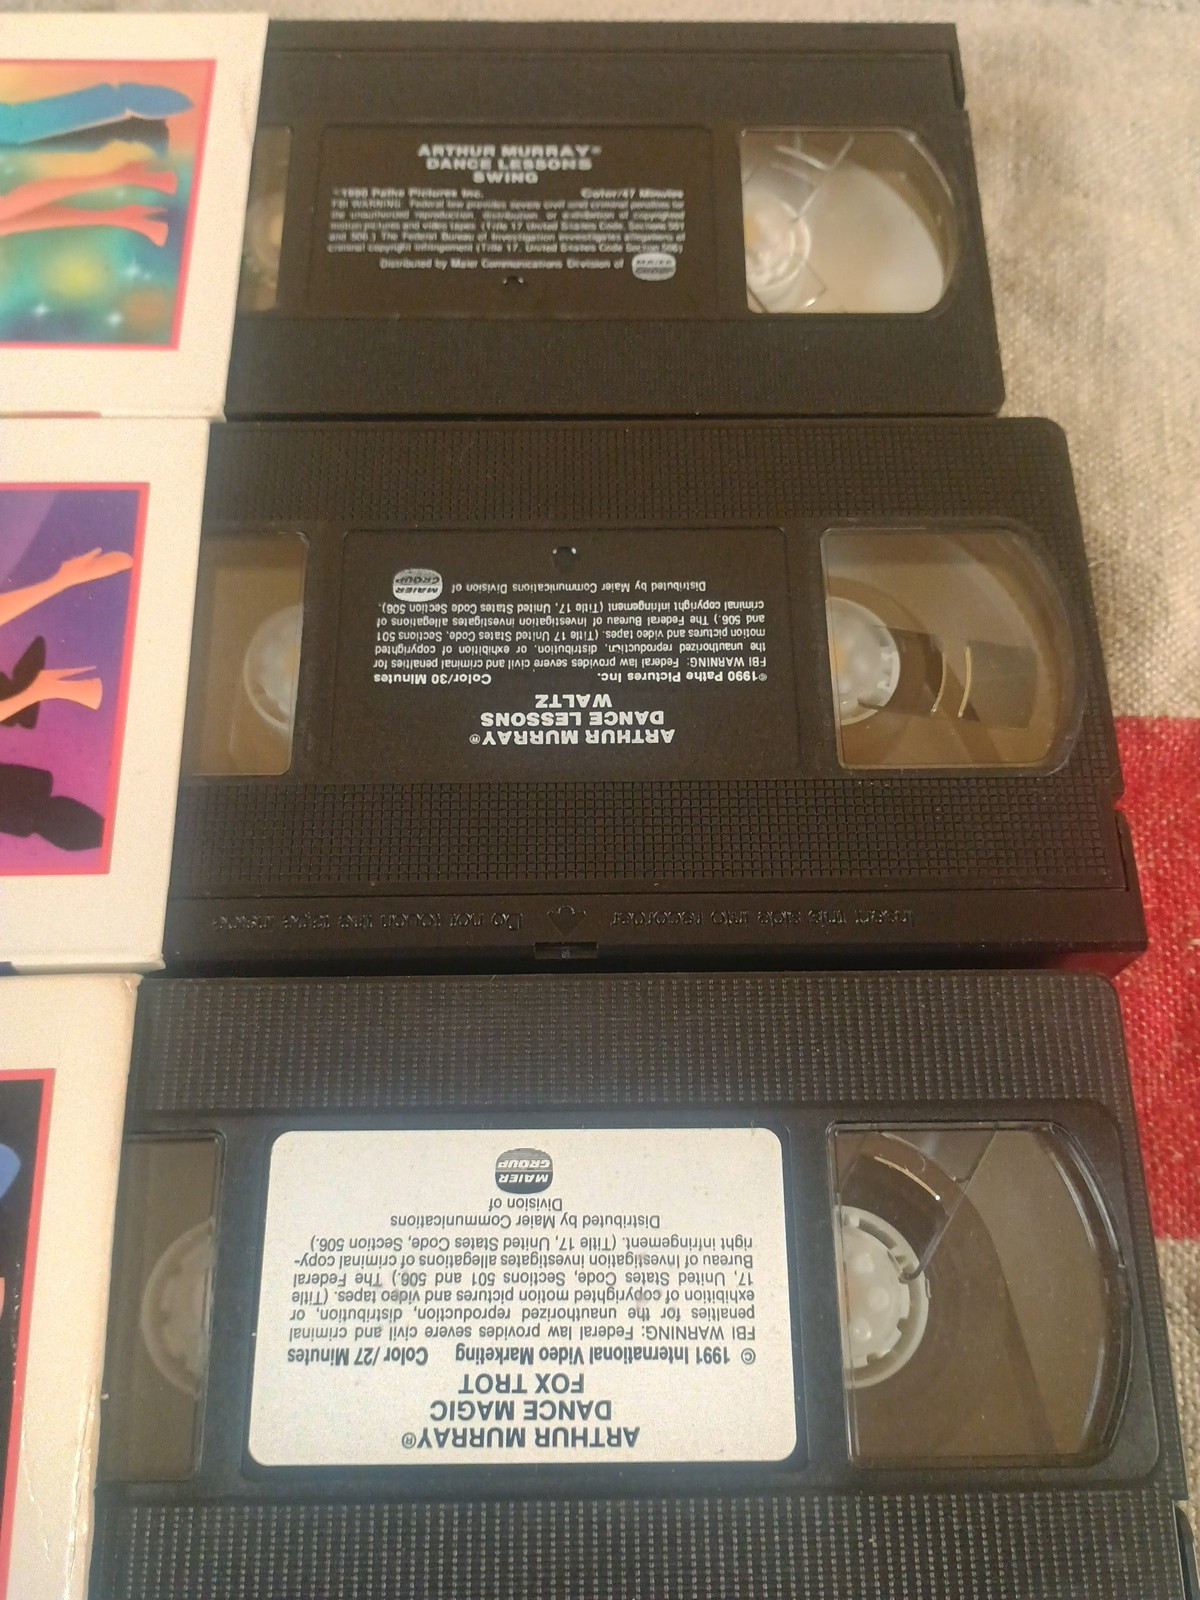 ARTHUR MURRAY®
DANCE LESSONS
SWING
Pathe Pictures Inc. Color/47 Minutes
FBI WARNING: Federal law provides severe civil and criminal penalties for
the unauthorized reproduction, distribution, or exhibition of copyrighted
motion pictures and video tapes. (Title 17 United States Code, Sections 501
and 506.) The Federal Bureau of Investigation investigates allegations of
criminal copyright infringement (Title 17, United States Code Section 506)
Distributed by Maier Communications Division of
ARTHUR MURRAY®
DANCE LESSONS
WALTZ
©1990 Pathe Pictures Inc. Color/30 Minutes
FBI WARNING: Federal law provides severe civil and criminal penalties for
the unauthorized reproduction, distribution, or exhibition of copyrighted
motion pictures and video tapes. (Title 17 United States Code, Sections 501
and 506.) The Federal Bureau of Investigation investigates allegations of
criminal copyright infringement (Title 17, United States Code Section 506).
Distributed by Maier Communications Division of
MAIER
GROUP
Insert this side into recorder Do not touch the tape inside
ARTHUR MURRAY®
DANCE MAGIC
FOX TROT
© 1991 International Video Marketing Color /27 Minutes
FBI WARNING: Federal law provides severe civil and criminal
penalties for the unauthorized reproduction, distribution, or
exhibition of copyrighted motion pictures and video tapes. (Title
17, United States Code, Sections 501 and 506.) The Federal
Bureau of Investigation investigates allegations of criminal copy-
right infringement. (Title 17, United States Code, Section 506.)
Distributed by Maier Communications
Division of
MAIER
GROUP